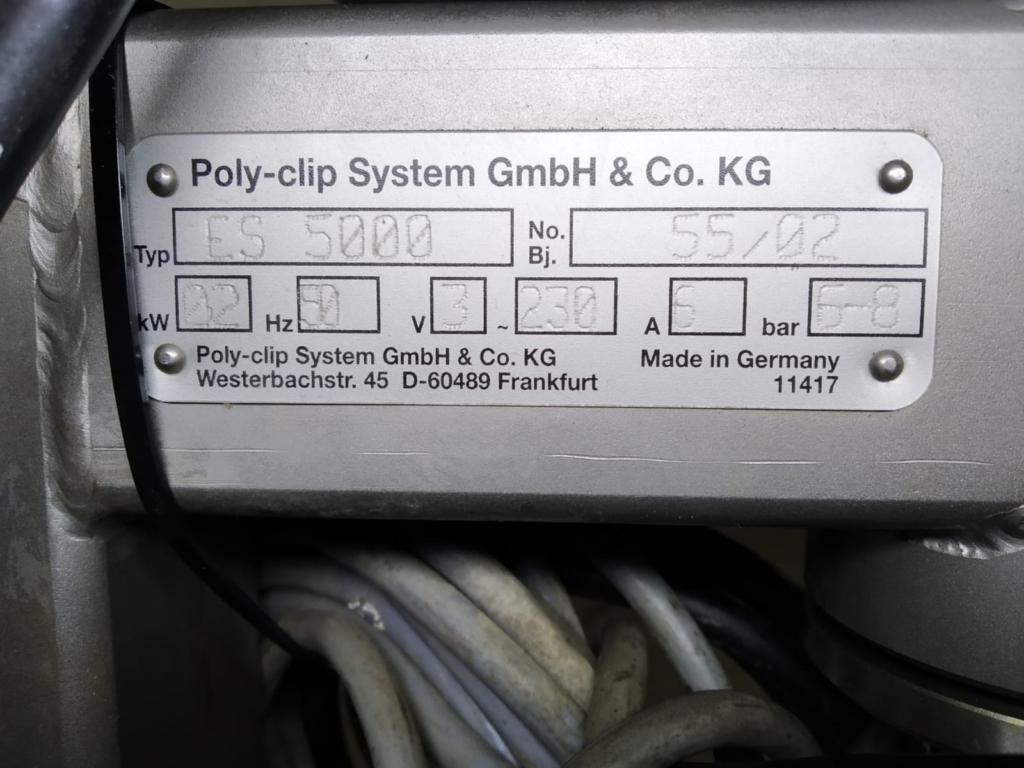 Poly-clip System GmbH & Co. KG
Typ ES 5000 No. Bj. 55/02
kW 02 Hz 50 V 3 ~ 230 A 6 bar 6-8
Poly-clip System GmbH & Co. KG Made in Germany
Westerbachstr. 45 D-60489 Frankfurt 11417